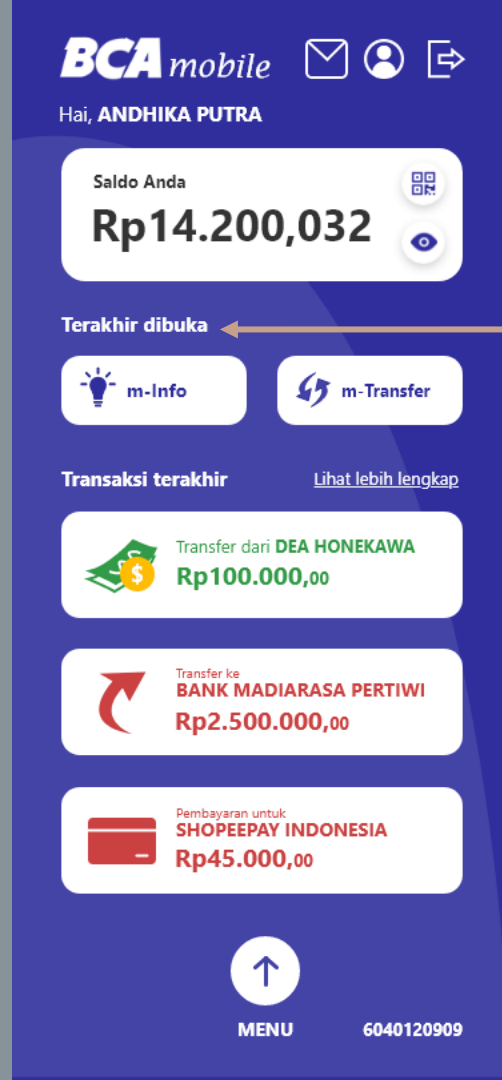 BCA mobile
Hai, ANDHIKA PUTRA
Saldo Anda
Rp14.200,032
Terakhir dibuka
m-Info
m-Transfer
Transaksi terakhir
Lihat lebih lengkap
Transfer dari DEA HONEKAWA
Rp100.000,00
Transfer ke
BANK MADIARASA PERTIWI
Rp2.500.000,00
Pembayaran untuk
SHOPEEPAY INDONESIA
Rp45.000,00
MENU
6040120909